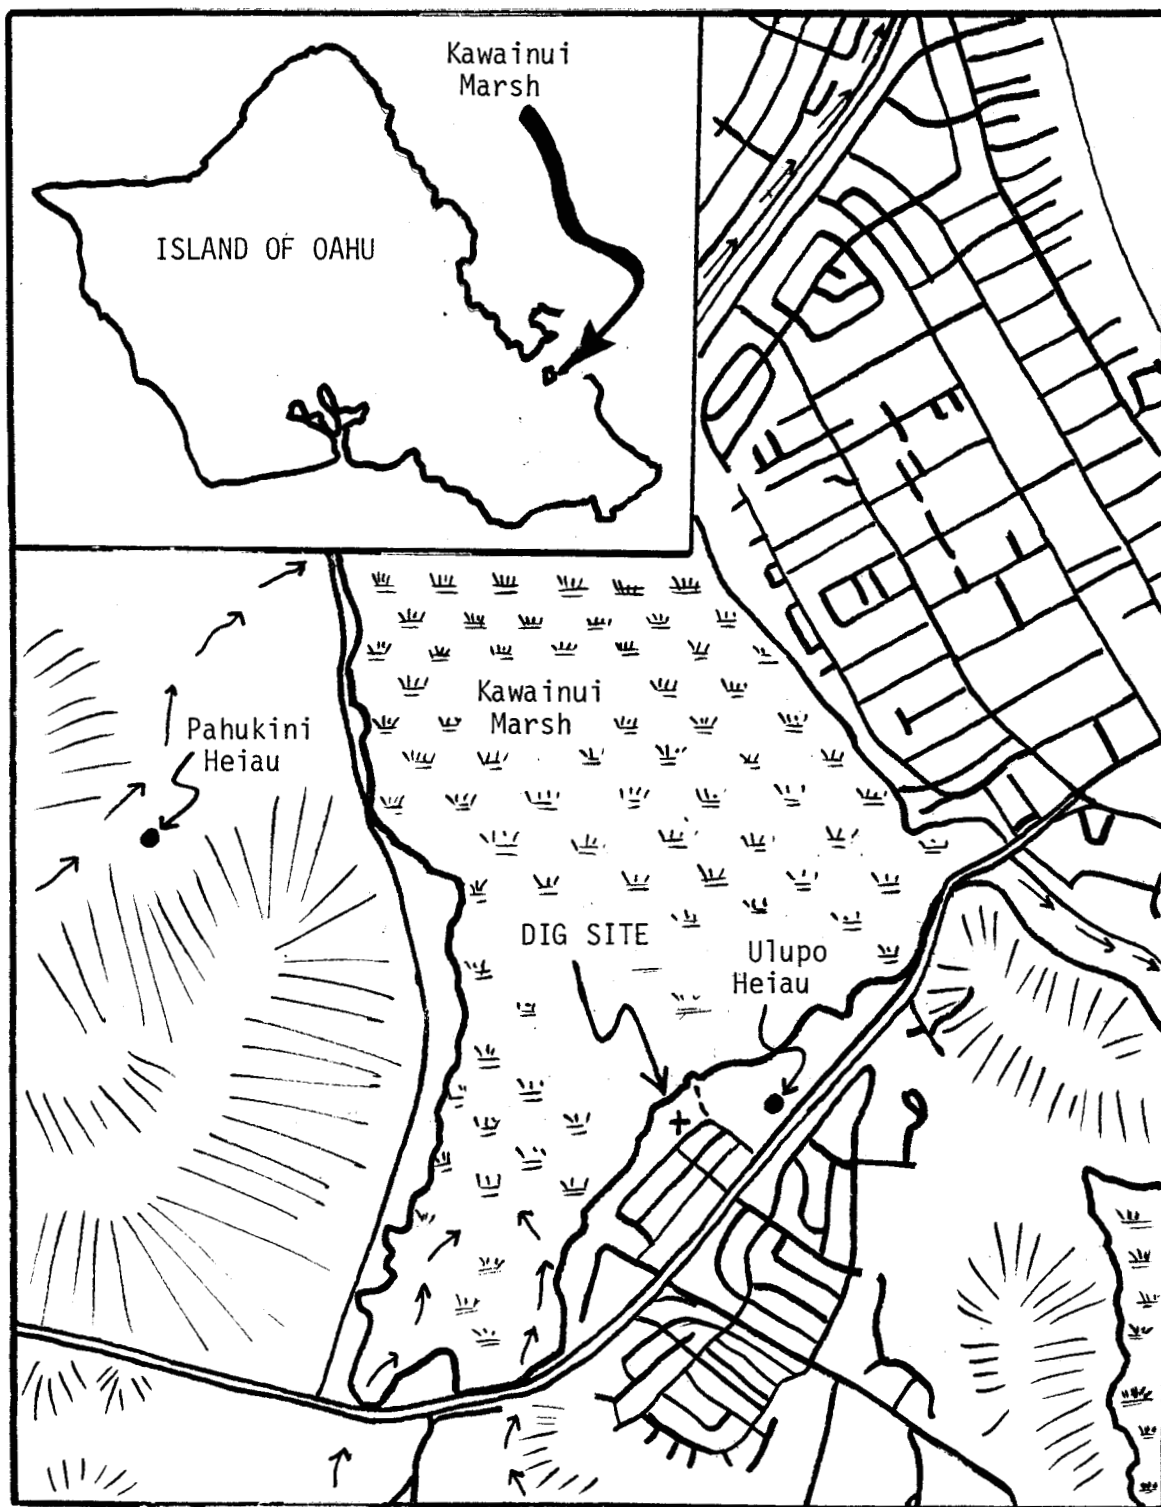 Kawainui
Marsh
ISLAND OF OAHU
Pahukini
Heiau
Kawainui
Marsh
DIG SITE
Ulupo
Heiau